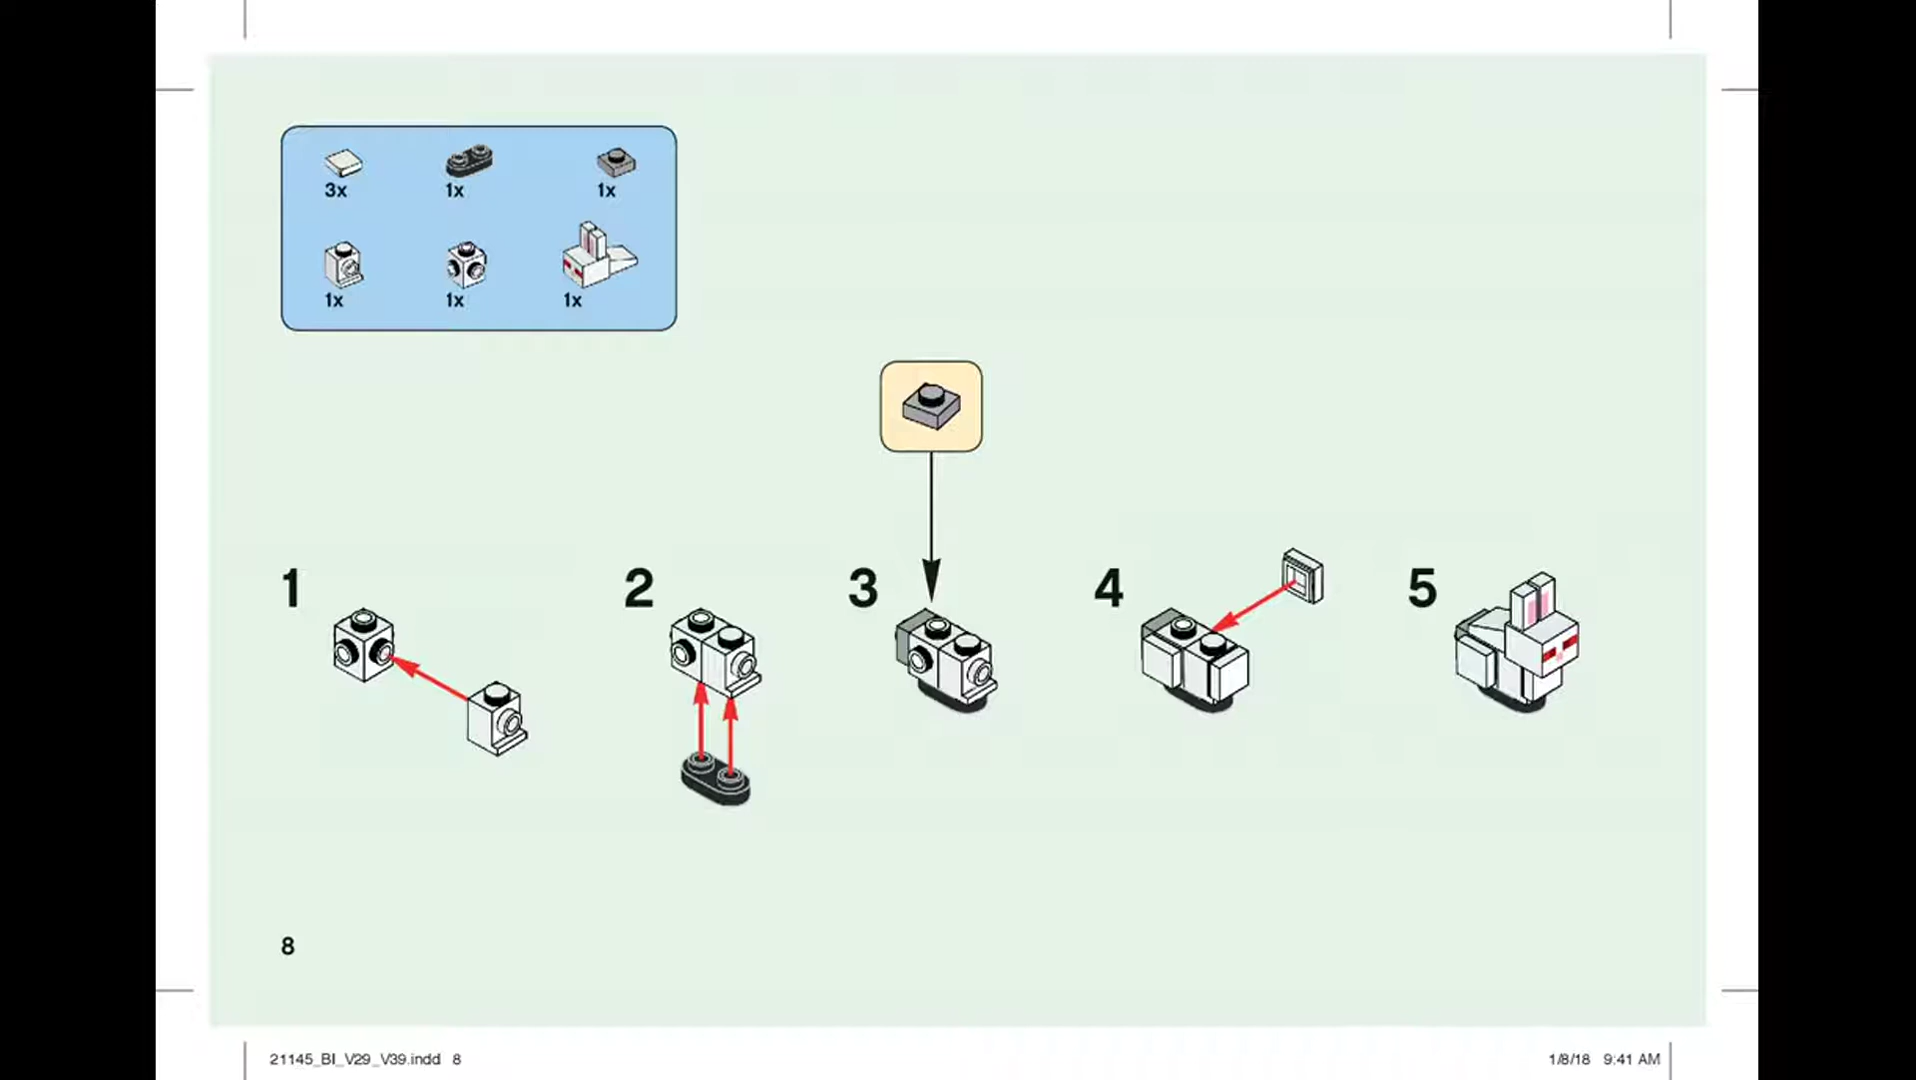 3x 1x 1x
1x 1x 1x
1 2 3 4 5
8
21145_BI_V29_V39.indd 8 1/8/18 9:41 AM